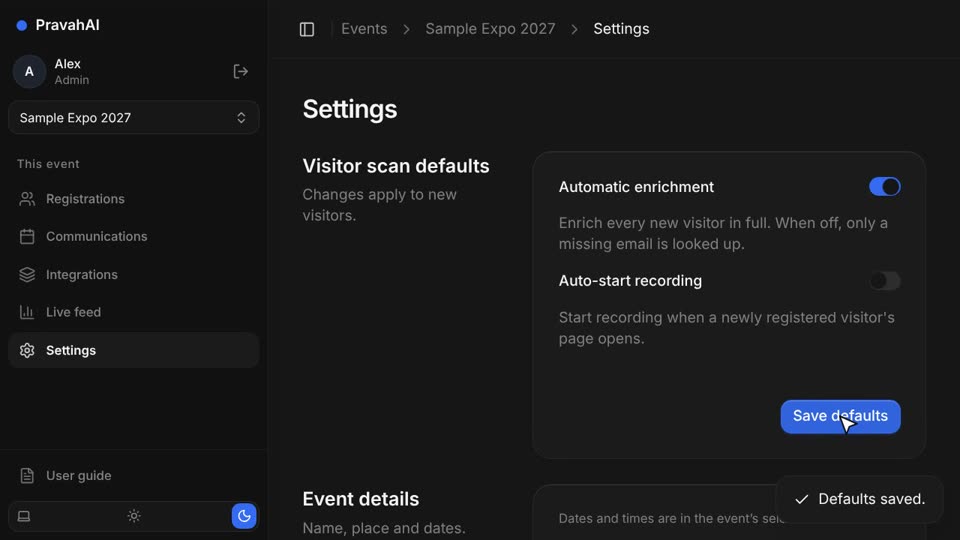 PravahAI
A
Alex
Admin
Sample Expo 2027
This event
Registrations
Communications
Integrations
Live feed
Settings
User guide
Events > Sample Expo 2027 > Settings
Settings
Visitor scan defaults
Changes apply to new
visitors.
Automatic enrichment
Enrich every new visitor in full. When off, only a
missing email is looked up.
Auto-start recording
Start recording when a newly registered visitor's
page opens.
Save defaults
Event details
Name, place and dates.
Dates and times are in the event's
Defaults saved.